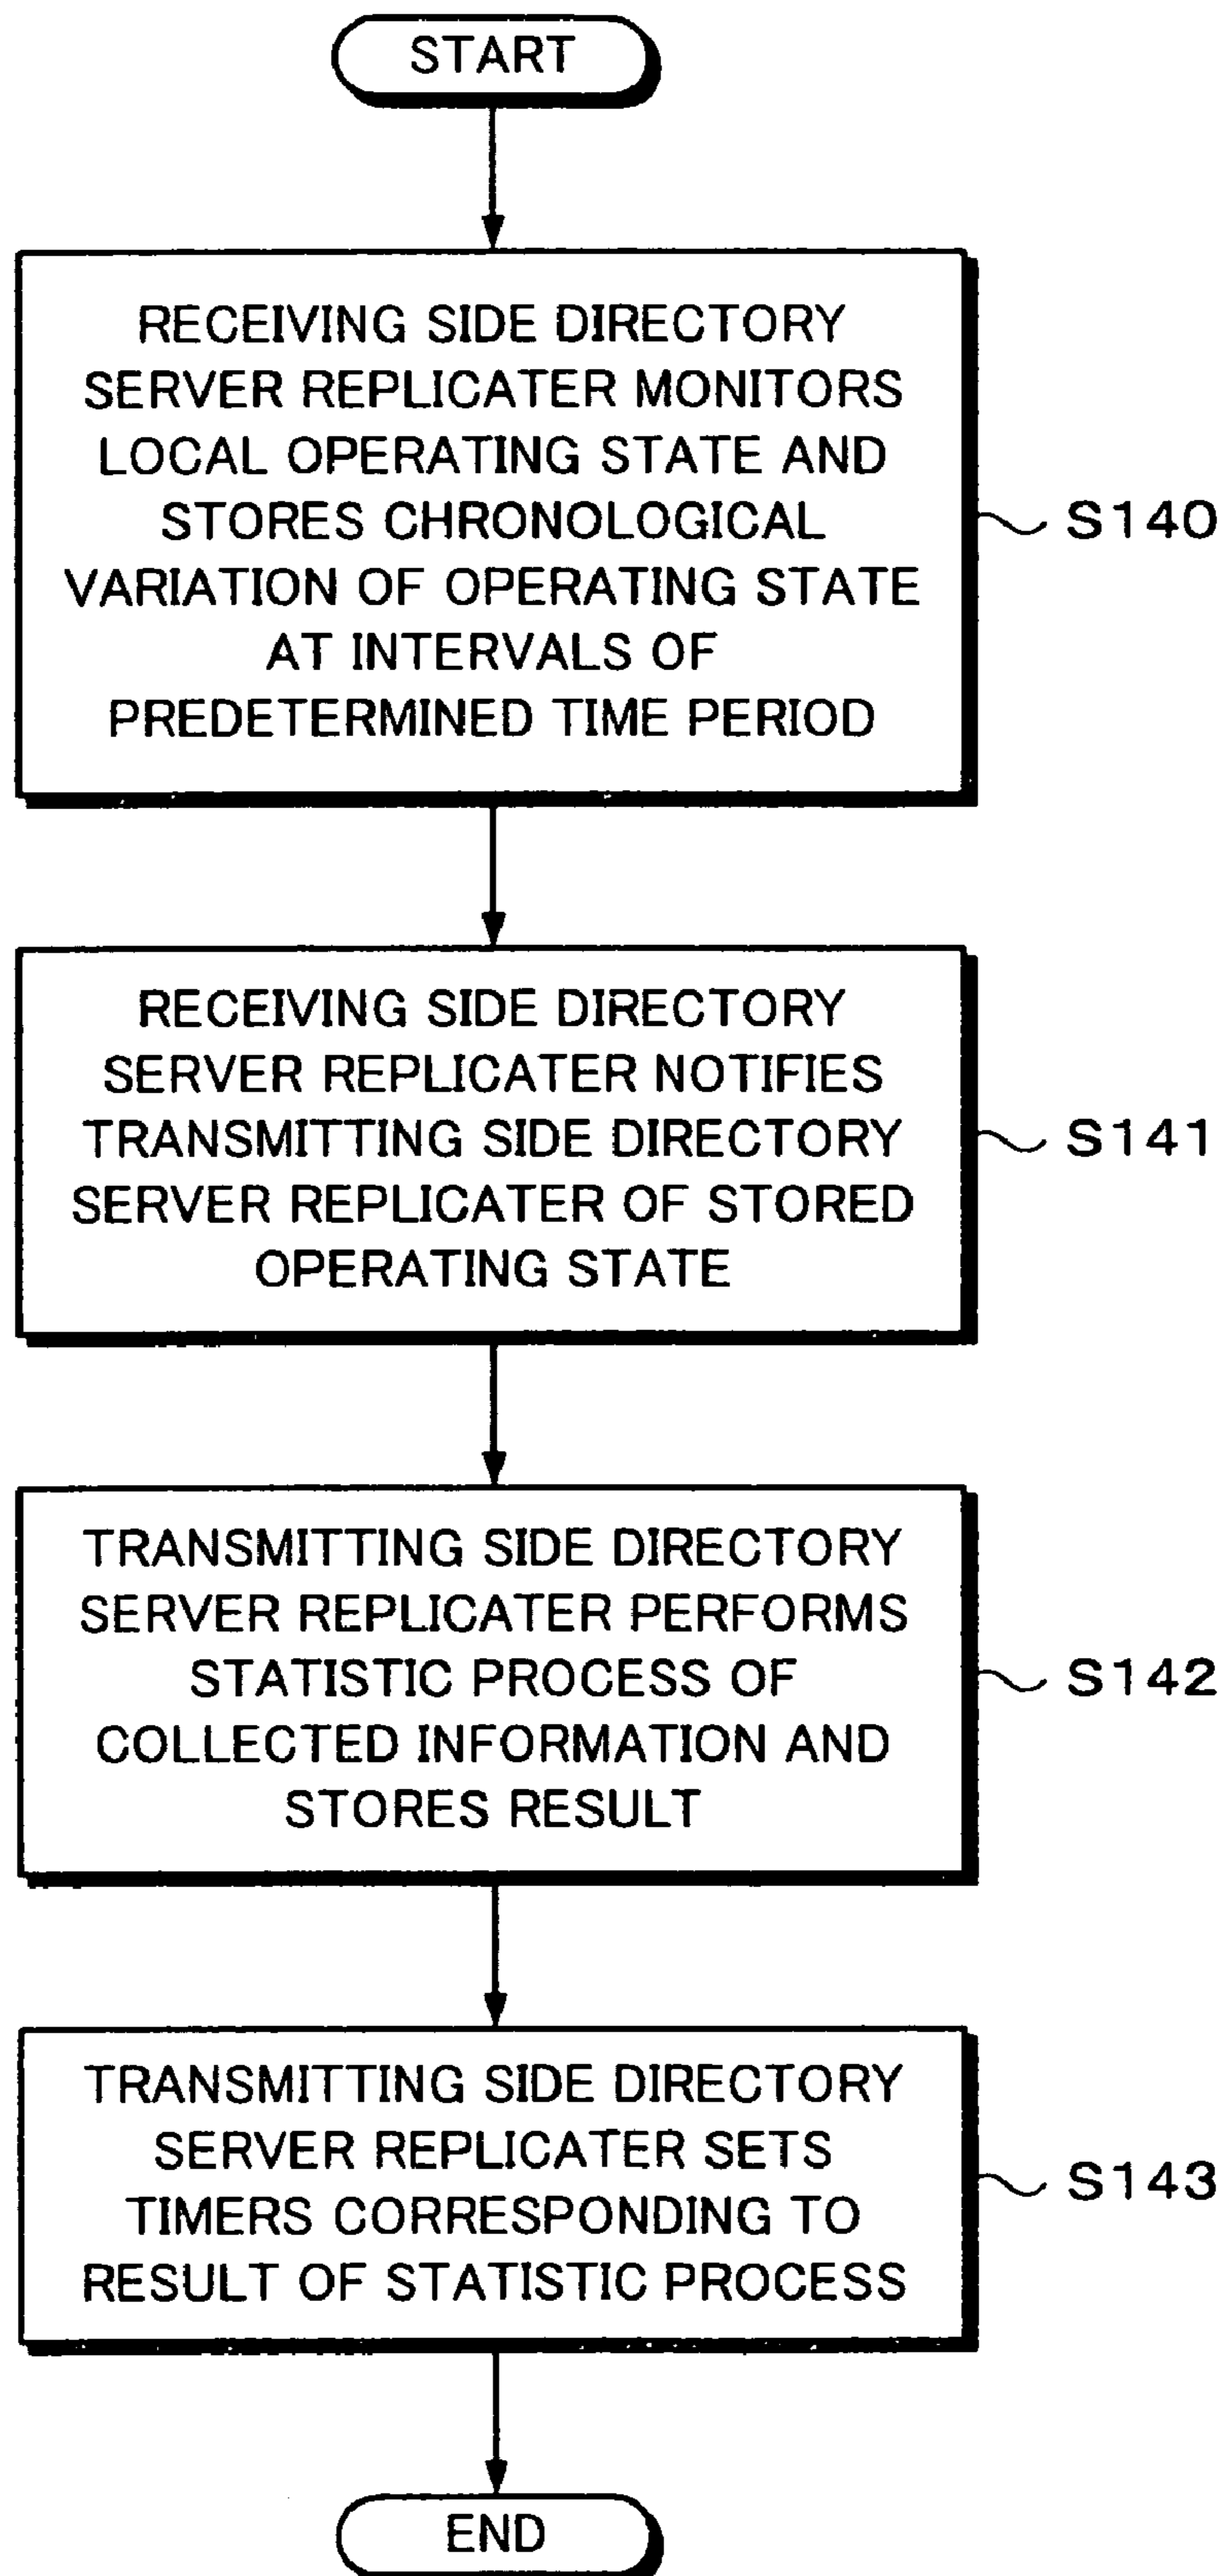 START
RECEIVING SIDE DIRECTORY
SERVER REPLICATER MONITORS
LOCAL OPERATING STATE AND
STORES CHRONOLOGICAL
VARIATION OF OPERATING STATE
AT INTERVALS OF
PREDETERMINED TIME PERIOD
S140
RECEIVING SIDE DIRECTORY
SERVER REPLICATER NOTIFIES
TRANSMITTING SIDE DIRECTORY
SERVER REPLICATER OF STORED
OPERATING STATE
S141
TRANSMITTING SIDE DIRECTORY
SERVER REPLICATER PERFORMS
STATISTIC PROCESS OF
COLLECTED INFORMATION AND
STORES RESULT
S142
TRANSMITTING SIDE DIRECTORY
SERVER REPLICATER SETS
TIMERS CORRESPONDING TO
RESULT OF STATISTIC PROCESS
S143
END